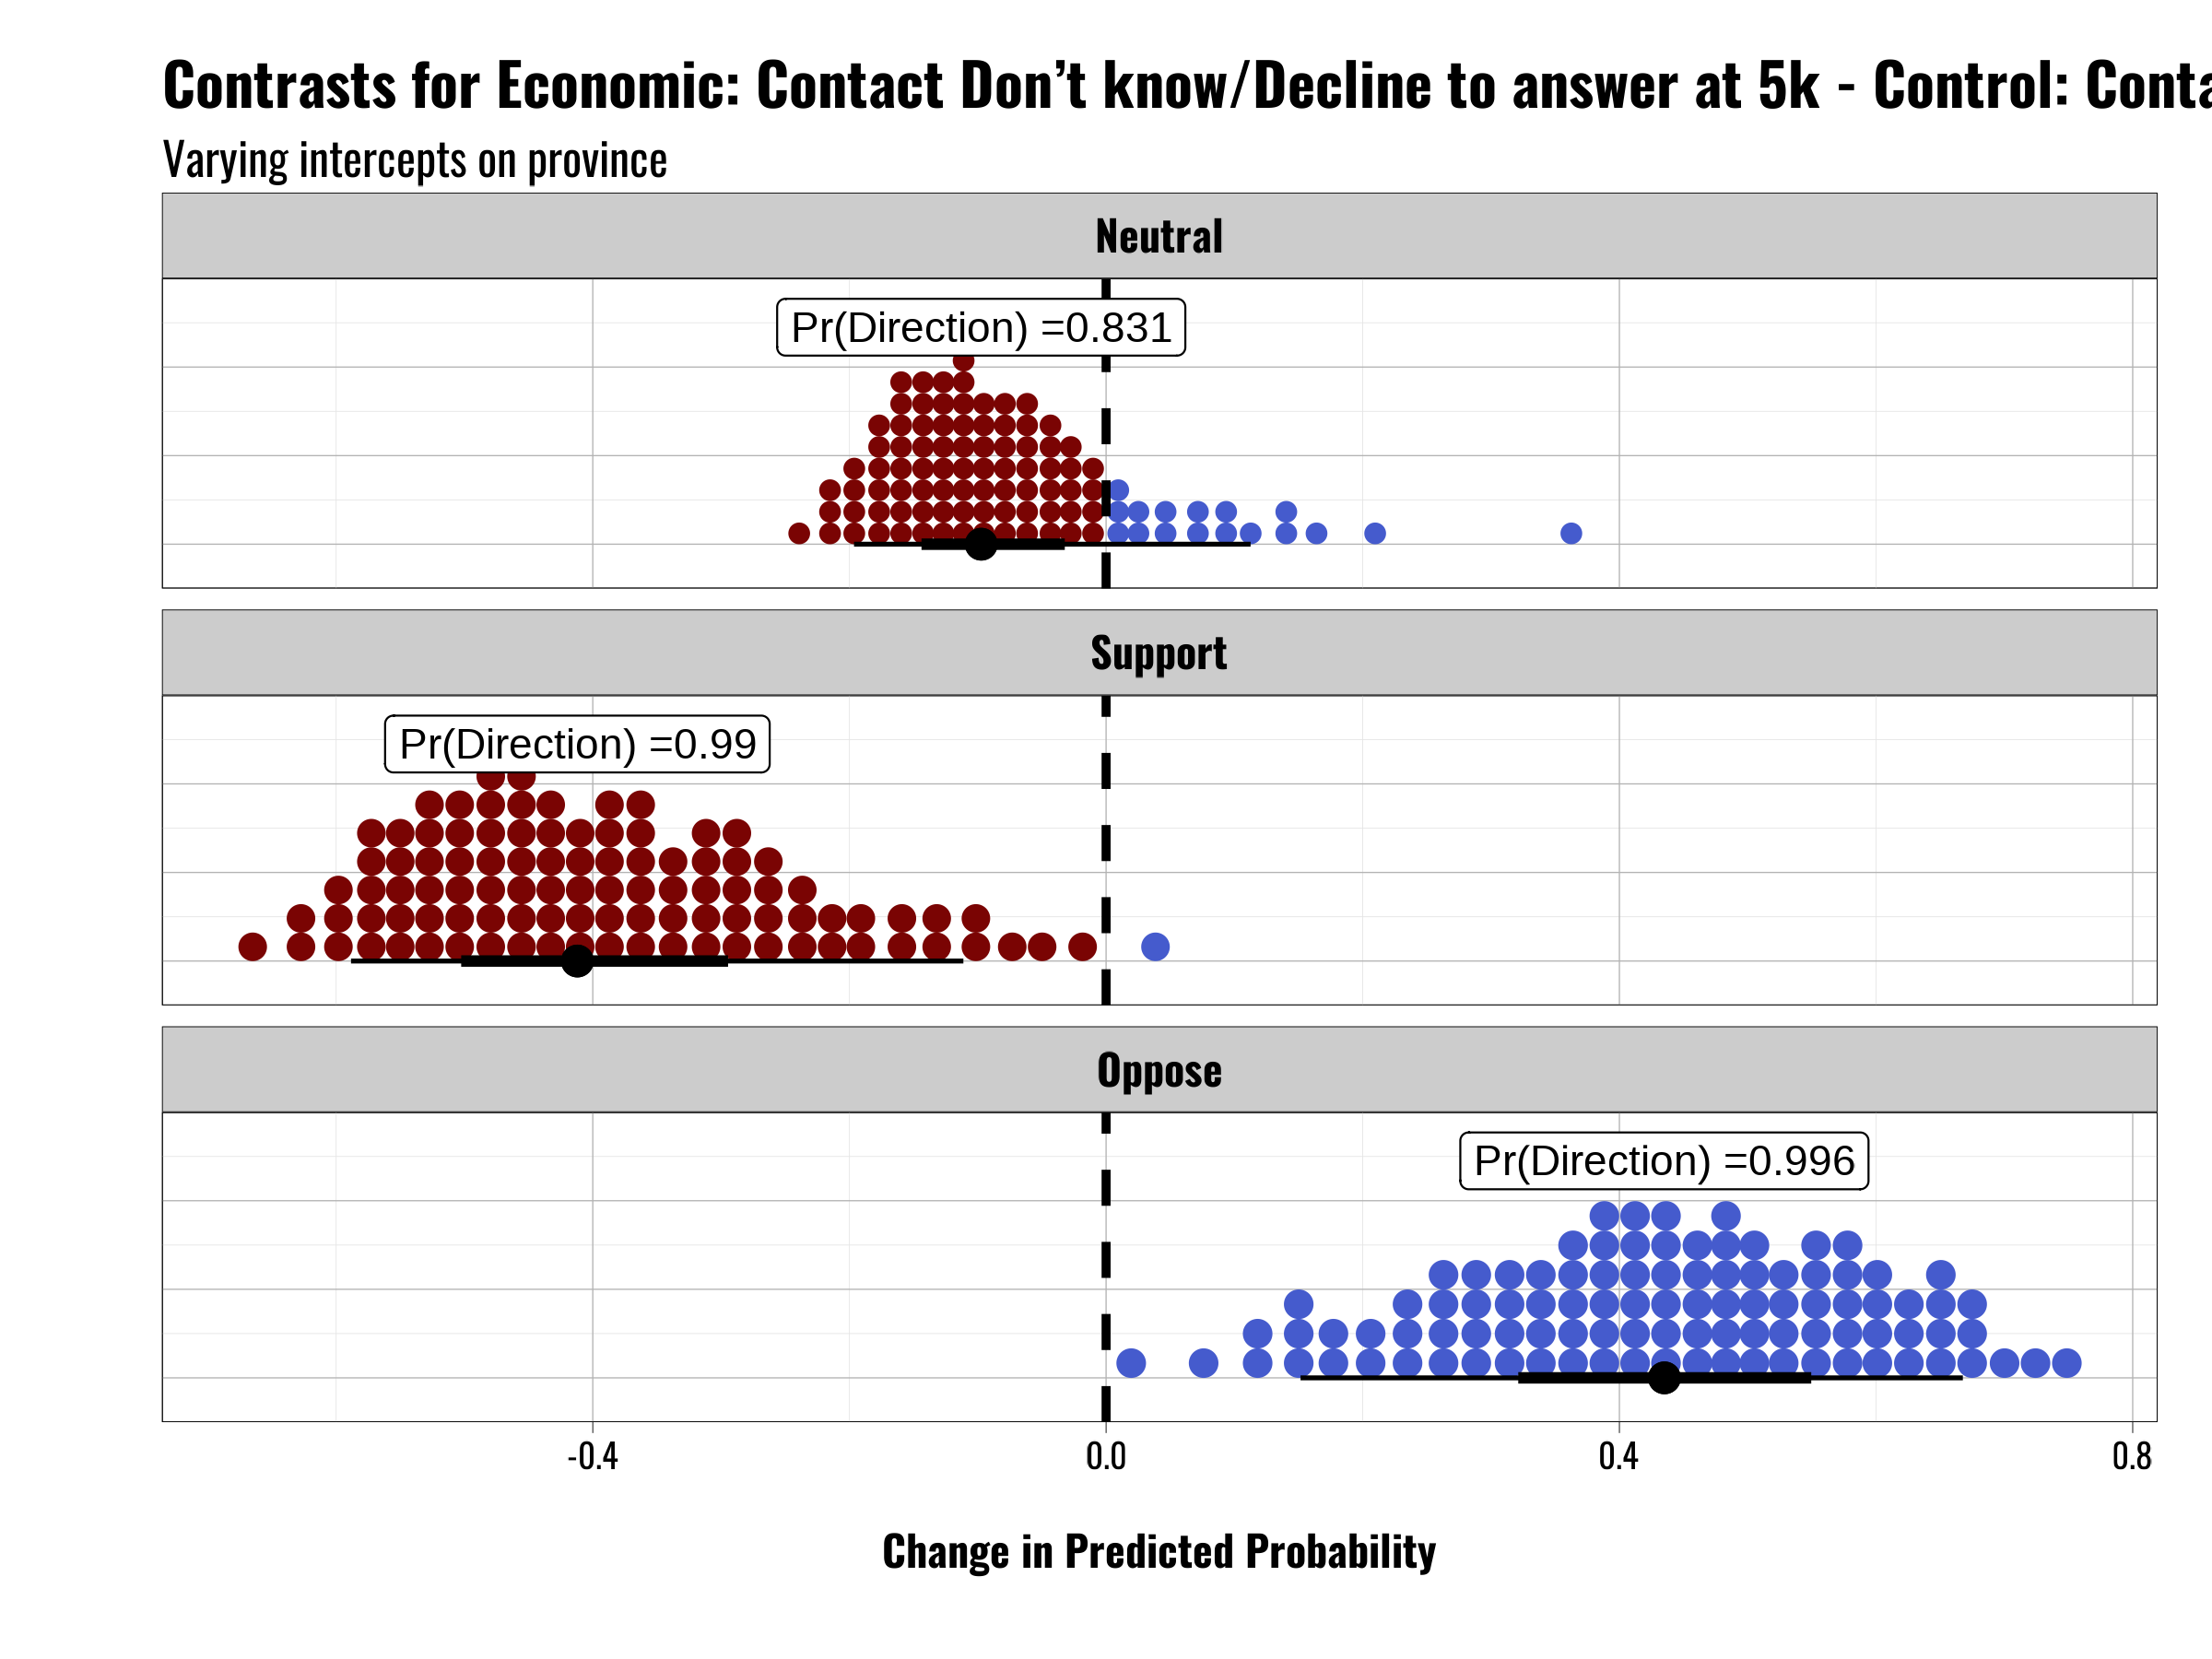 Contrasts for Economic: Contact Don’t know/Decline to answer at 5k - Control:
Varying intercepts on province
Neutral
Pr(Direction) =0.831
Support
Pr(Direction) =0.99
Oppose
Pr(Direction) =0.996
-0.4 0.0 0.4 0.8
Change in Predicted Probability